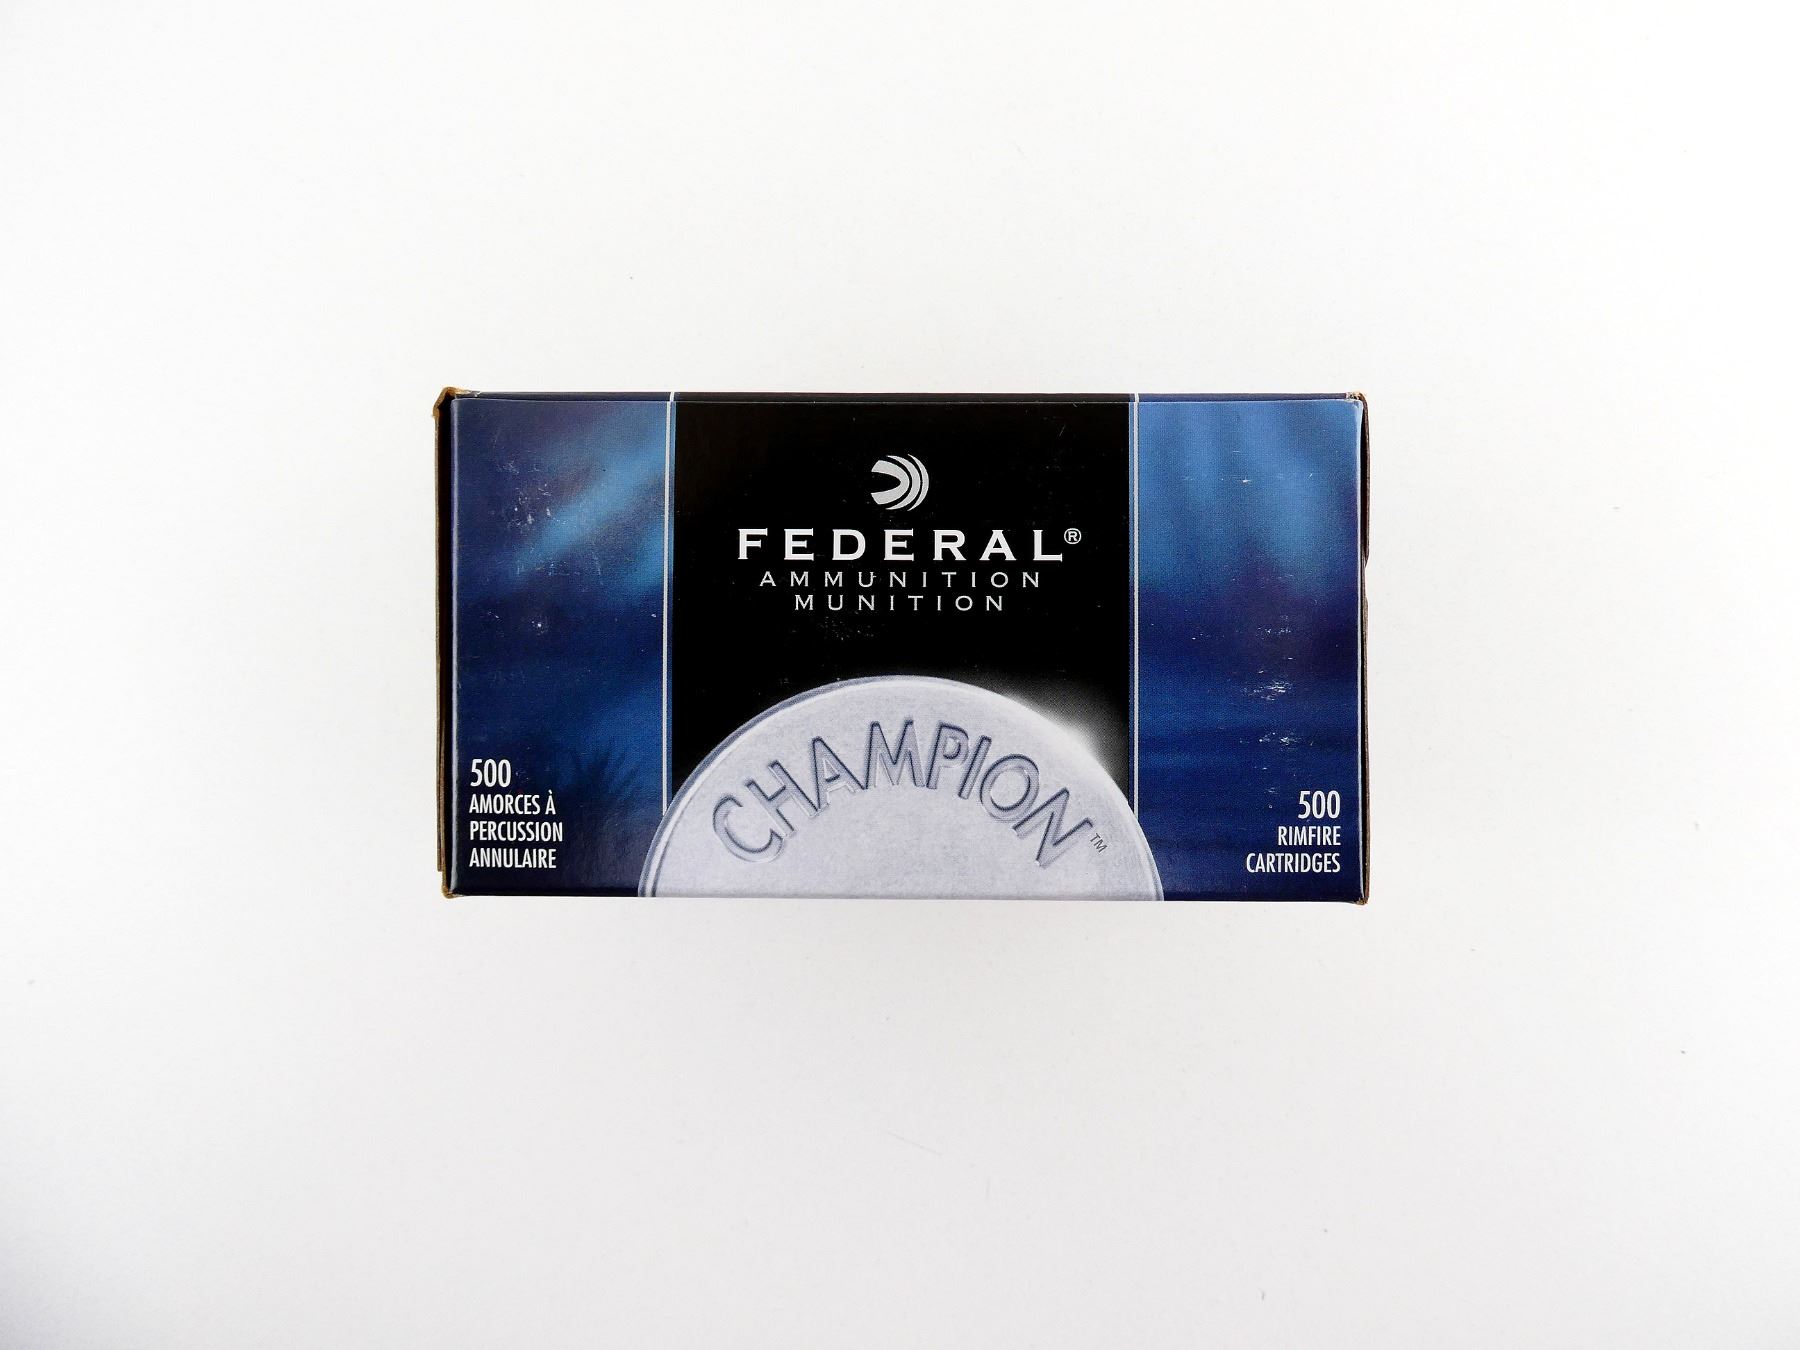 FEDERAL®
AMMUNITION
MUNITION
CHAMPION™
500
AMORCES À
PERCUSSION
ANNULAIRE
500
RIMFIRE
CARTRIDGES